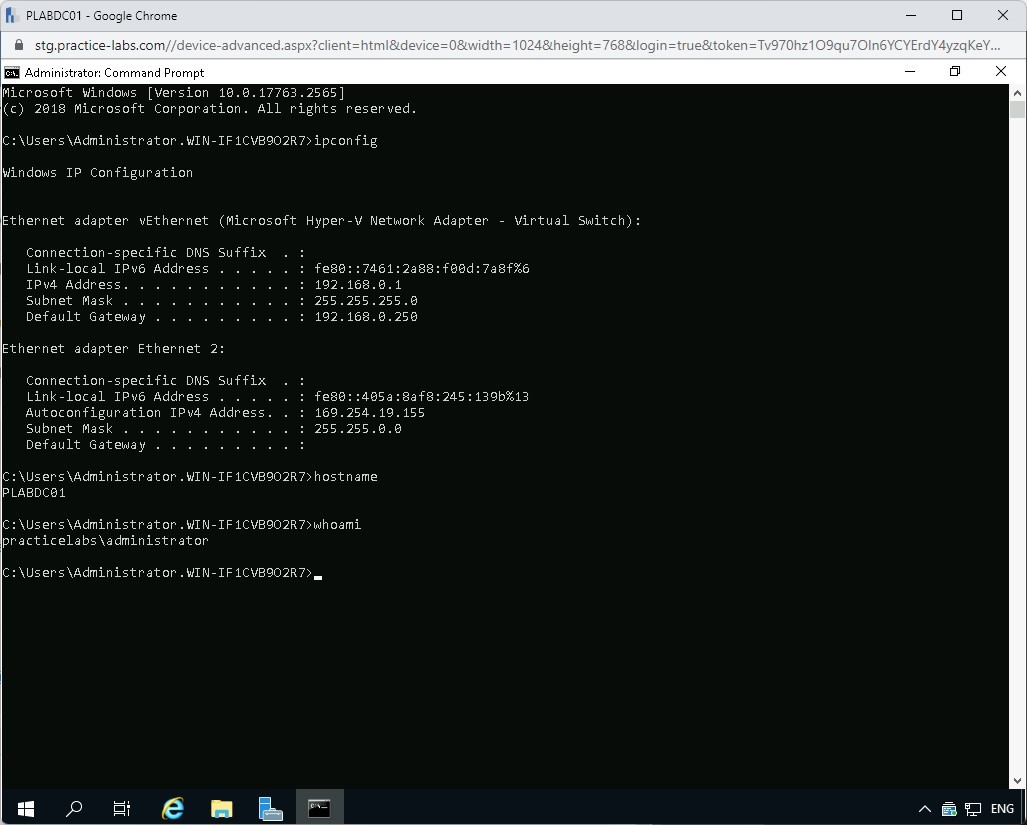 PLABDC01 - Google Chrome
stg.practice-labs.com//device-advanced.aspx?client=html&device=0&width=1024&height=768&login=true&token=Tv970hz1O9qu7OIn6YCYErdY4yzqKeY...
Administrator: Command Prompt
Microsoft Windows [Version 10.0.17763.2565]
(c) 2018 Microsoft Corporation. All rights reserved.
C:\Users\Administrator.WIN-IF1CVB9O2R7>ipconfig
Windows IP Configuration
Ethernet adapter vEthernet (Microsoft Hyper-V Network Adapter - Virtual Switch):
Connection-specific DNS Suffix . :
Link-local IPv6 Address . . . . . : fe80::7461:2a88:f00d:7a8f%6
IPv4 Address. . . . . . . . . . . : 192.168.0.1
Subnet Mask . . . . . . . . . . . : 255.255.255.0
Default Gateway . . . . . . . . . : 192.168.0.250
Ethernet adapter Ethernet 2:
Connection-specific DNS Suffix . :
Link-local IPv6 Address . . . . . : fe80::405a:8af8:245:139b%13
Autoconfiguration IPv4 Address. . : 169.254.19.155
Subnet Mask . . . . . . . . . . . : 255.255.0.0
Default Gateway . . . . . . . . . :
C:\Users\Administrator.WIN-IF1CVB9O2R7>hostname
PLABDC01
C:\Users\Administrator.WIN-IF1CVB9O2R7>whoami
practicelabs\administrator
C:\Users\Administrator.WIN-IF1CVB9O2R7>
ENG